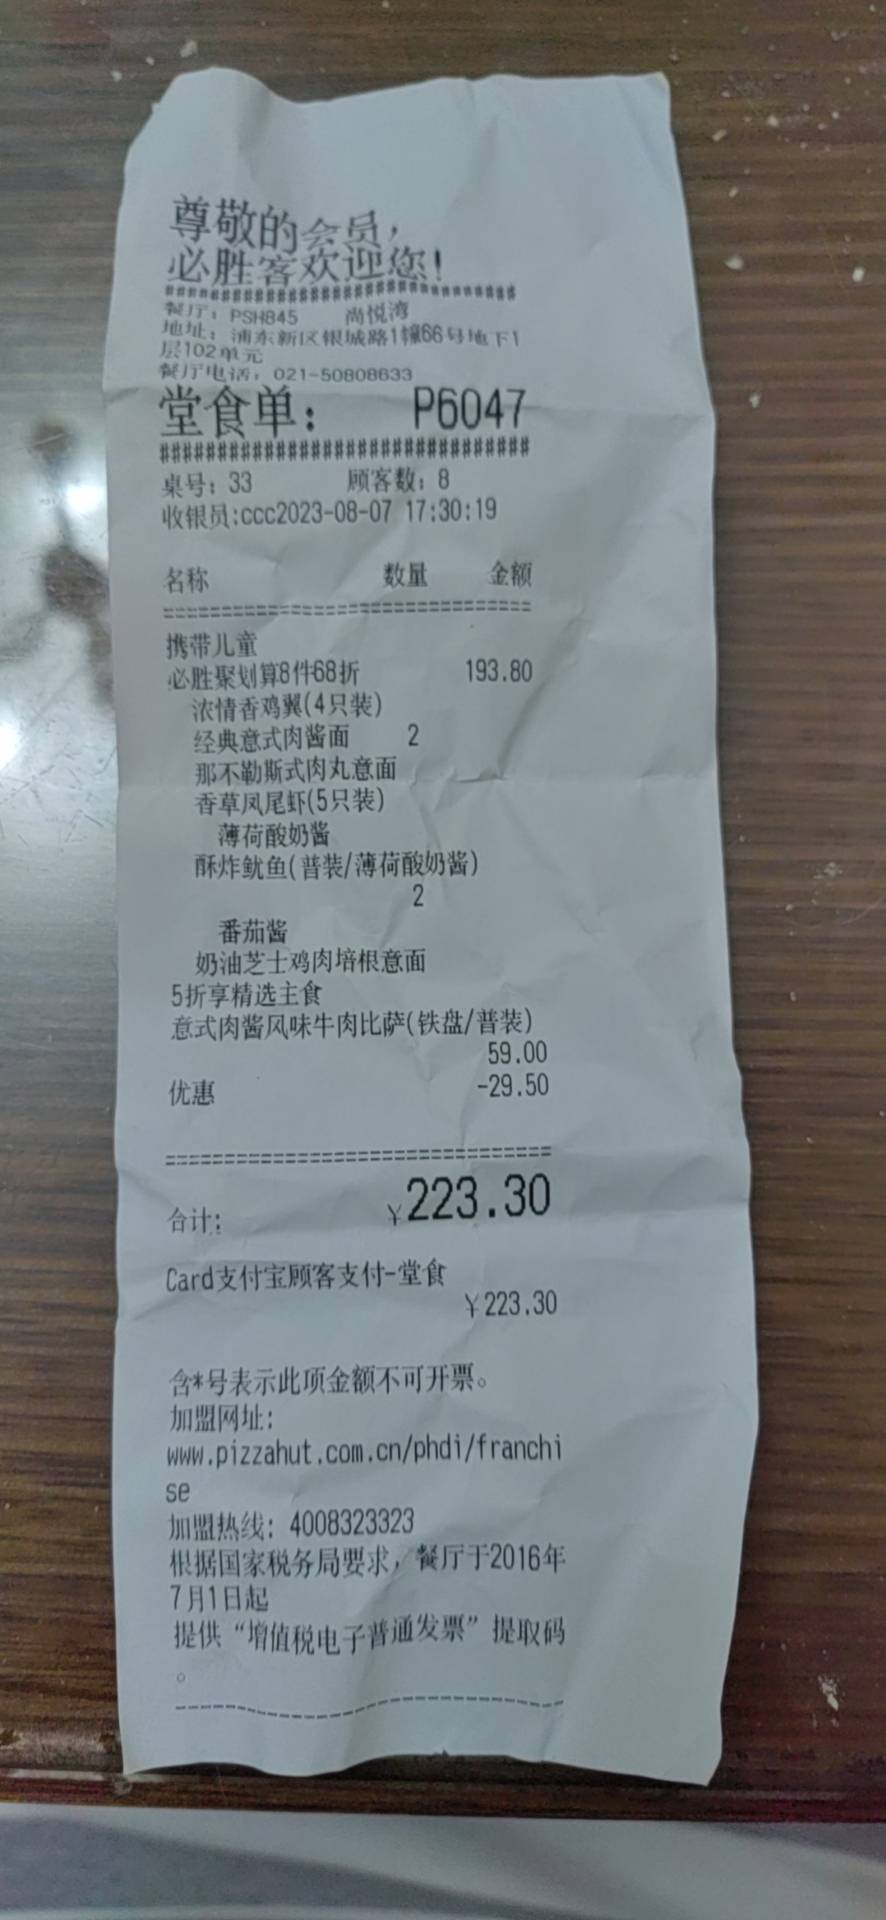 尊敬的会员，
必胜客欢迎您!
################################
餐厅：PSH845 尚悦湾
地址：浦东新区银城路1幢66号地下1
层102单元
餐厅电话：021-50808633
堂食单： P6047
################################
桌号：33 顾客数：8
收银员:ccc2023-08-07 17:30:19
名称 数量 金额
================================
携带儿童
必胜聚划算8件68折 193.80
浓情香鸡翼(4只装)
经典意式肉酱面 2
那不勒斯式肉丸意面
香草凤尾虾(5只装)
薄荷酸奶酱
酥炸鱿鱼(普装/薄荷酸奶酱)
2
番茄酱
奶油芝士鸡肉培根意面
5折享精选主食
意式肉酱风味牛肉比萨(铁盘/普装)
59.00
优惠 -29.50
================================
合计: ￥223.30
Card支付宝顾客支付-堂食
￥223.30
含*号表示此项金额不可开票。
加盟网址:
www.pizzahut.com.cn/phdi/franchi
se
加盟热线: 4008323323
根据国家税务局要求，餐厅于2016年
7月1日起
提供“增值税电子普通发票”提取码
。
--------------------------------